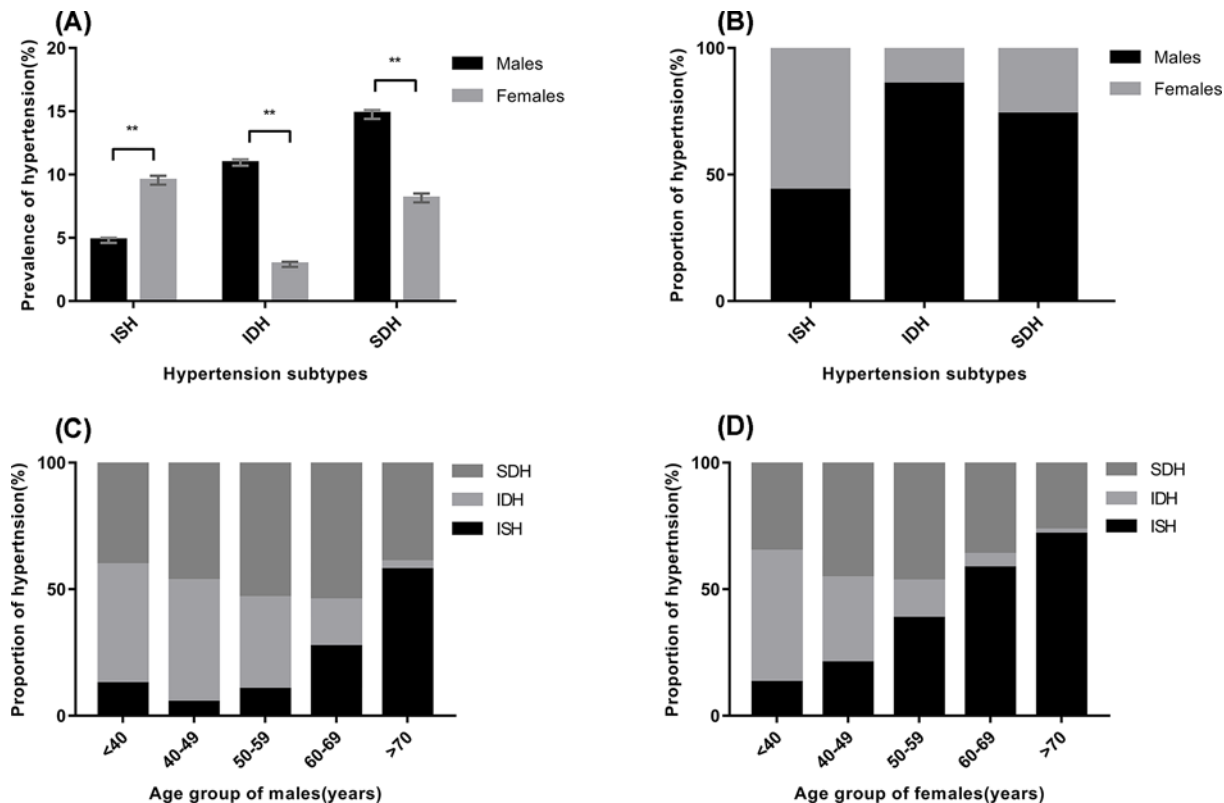 (A)
Prevalence of hypertension(%)
20
15
10
5
0
**
**
**
Males
Females
ISH
IDH
SDH
Hypertension subtypes
(B)
Proportion of hypertnsion(%)
100
50
0
Males
Females
ISH
IDH
SDH
Hypertension subtypes
(C)
Proportion of hypertnsion(%)
100
50
0
SDH
IDH
ISH
<40
40-49
50-59
60-69
>70
Age group of males(years)
(D)
Proportion of hypertnsion(%)
100
50
0
SDH
IDH
ISH
<40
40-49
50-59
60-69
>70
Age group of females(years)